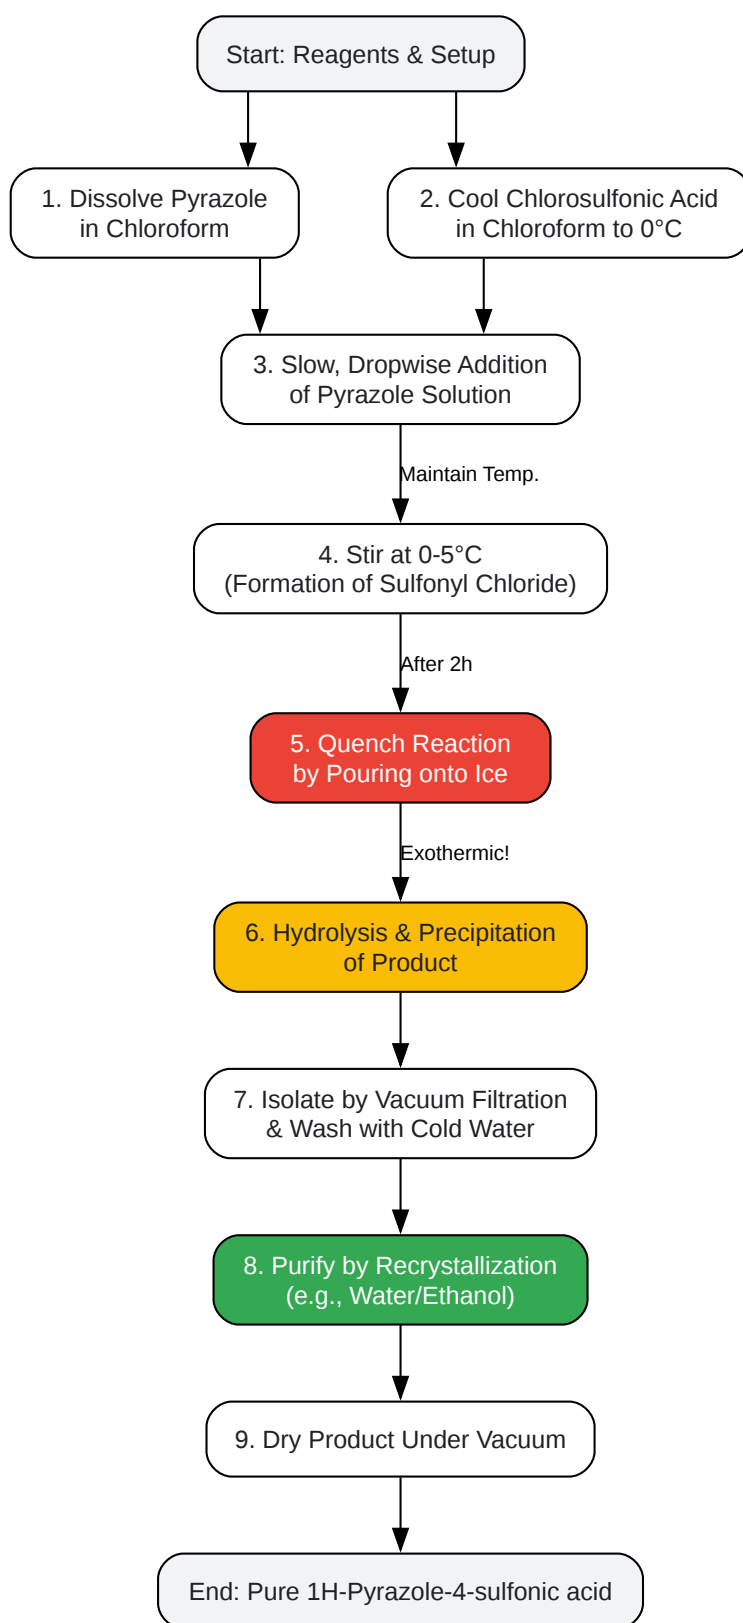 Start: Reagents & Setup
1. Dissolve Pyrazole
in Chloroform
2. Cool Chlorosulfonic Acid
in Chloroform to 0°C
3. Slow, Dropwise Addition
of Pyrazole Solution
Maintain Temp.
4. Stir at 0-5°C
(Formation of Sulfonyl Chloride)
After 2h
5. Quench Reaction
by Pouring onto Ice
Exothermic!
6. Hydrolysis & Precipitation
of Product
7. Isolate by Vacuum Filtration
& Wash with Cold Water
8. Purify by Recrystallization
(e.g., Water/Ethanol)
9. Dry Product Under Vacuum
End: Pure 1H-Pyrazole-4-sulfonic acid